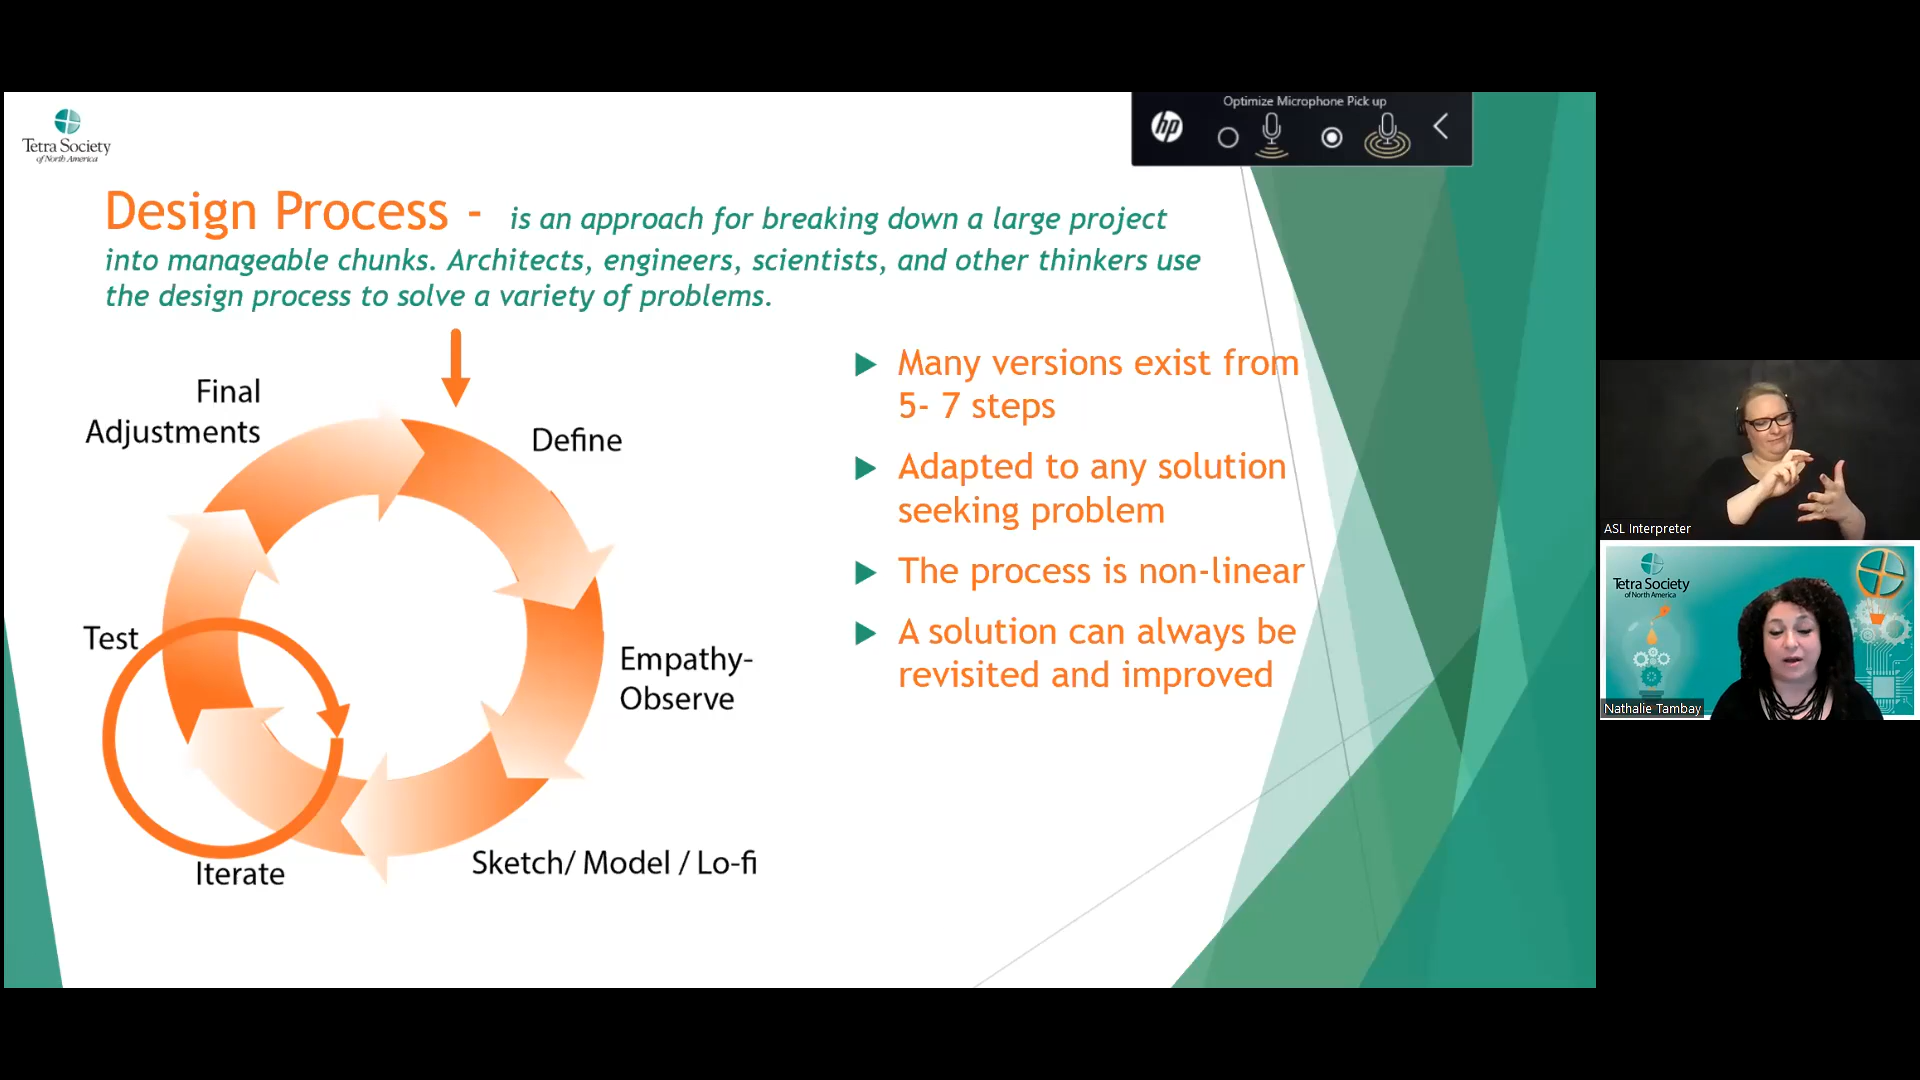 Tetra Society
of North America
Optimize Microphone Pick up
hp
Design Process - is an approach for breaking down a large project
into manageable chunks. Architects, engineers, scientists, and other thinkers use
the design process to solve a variety of problems.
Final
Adjustments
Define
Test
Empathy-
Observe
Iterate
Sketch/ Model / Lo-fi
Many versions exist from
5- 7 steps
Adapted to any solution
seeking problem
The process is non-linear
A solution can always be
revisited and improved
ASL Interpreter
Tetra Society
of North America
Nathalie Tambay